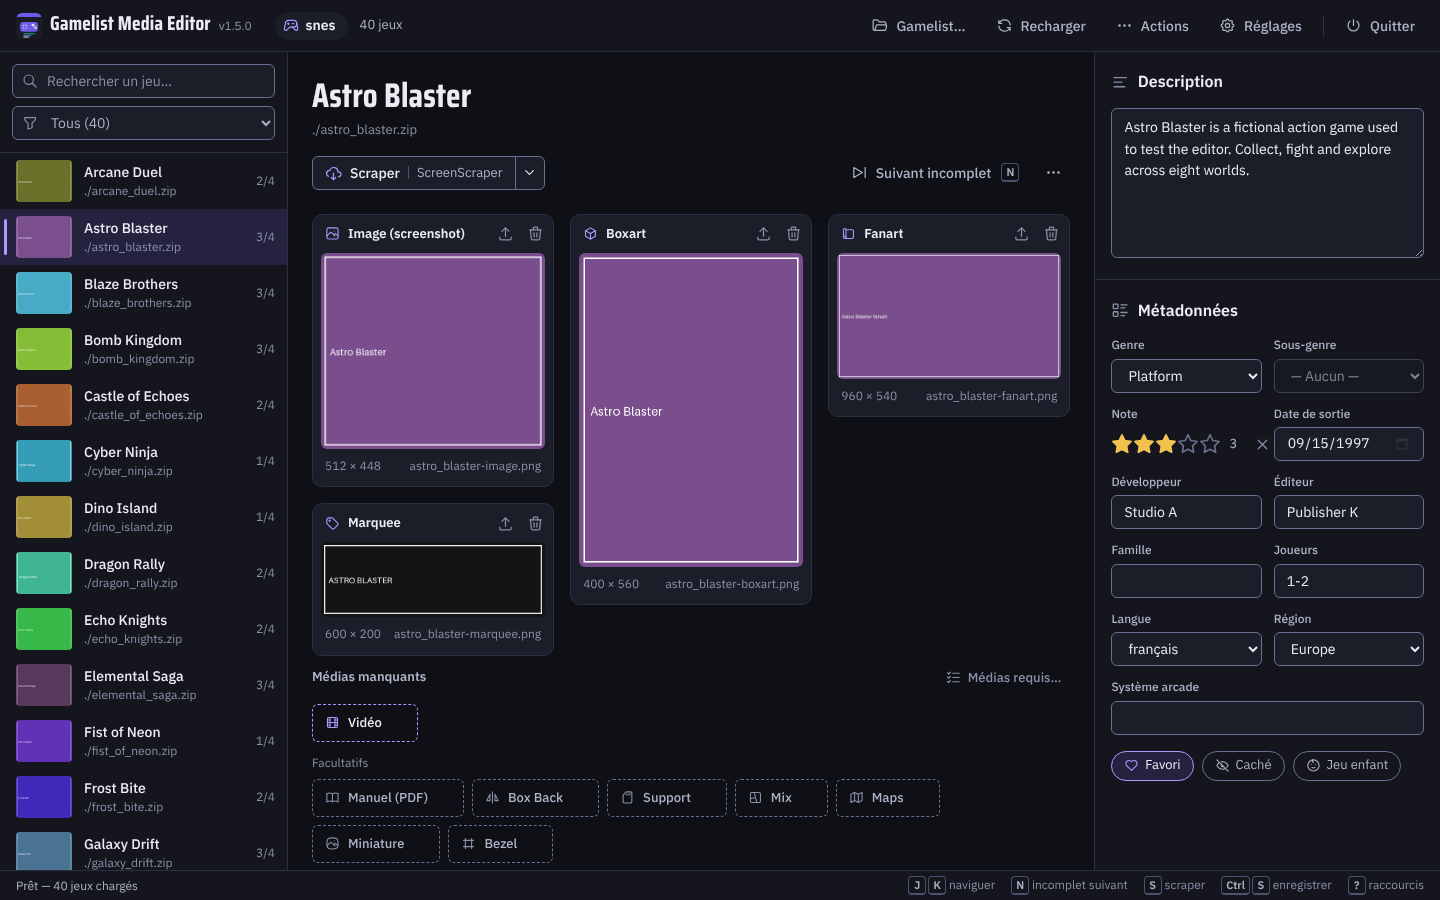 Gamelist Media Editor v1.5.0 snes 40 jeux Gamelist... Recharger Actions Réglages Quitter
Rechercher un jeu...
Tous (40)
Arcane Duel
./arcane_duel.zip
2/4
Astro Blaster
./astro_blaster.zip
3/4
Blaze Brothers
./blaze_brothers.zip
3/4
Bomb Kingdom
./bomb_kingdom.zip
3/4
Castle of Echoes
./castle_of_echoes.zip
2/4
Cyber Ninja
./cyber_ninja.zip
1/4
Dino Island
./dino_island.zip
1/4
Dragon Rally
./dragon_rally.zip
2/4
Echo Knights
./echo_knights.zip
2/4
Elemental Saga
./elemental_saga.zip
3/4
Fist of Neon
./fist_of_neon.zip
1/4
Frost Bite
./frost_bite.zip
2/4
Galaxy Drift
./galaxy_drift.zip
3/4
Astro Blaster
./astro_blaster.zip
Scraper ScreenScraper
Suivant incomplet N
Image (screenshot)
Astro Blaster
512 × 448 astro_blaster-image.png
Marquee
ASTRO BLASTER
600 × 200 astro_blaster-marquee.png
Boxart
Astro Blaster
400 × 560 astro_blaster-boxart.png
Fanart
Astro Blaster fanart
960 × 540 astro_blaster-fanart.png
Médias manquants
Médias requis...
Vidéo
Facultatifs
Manuel (PDF) Box Back Support Mix Maps
Miniature Bezel
Description
Astro Blaster is a fictional action game used
to test the editor. Collect, fight and explore
across eight worlds.
Métadonnées
Genre Sous-genre
Platform — Aucun —
Note Date de sortie
3 09/15/1997
Développeur Éditeur
Studio A Publisher K
Famille Joueurs
1-2
Langue Région
français Europe
Système arcade
Favori Caché Jeu enfant
Prêt — 40 jeux chargés
J K naviguer N incomplet suivant S scraper Ctrl S enregistrer ? raccourcis